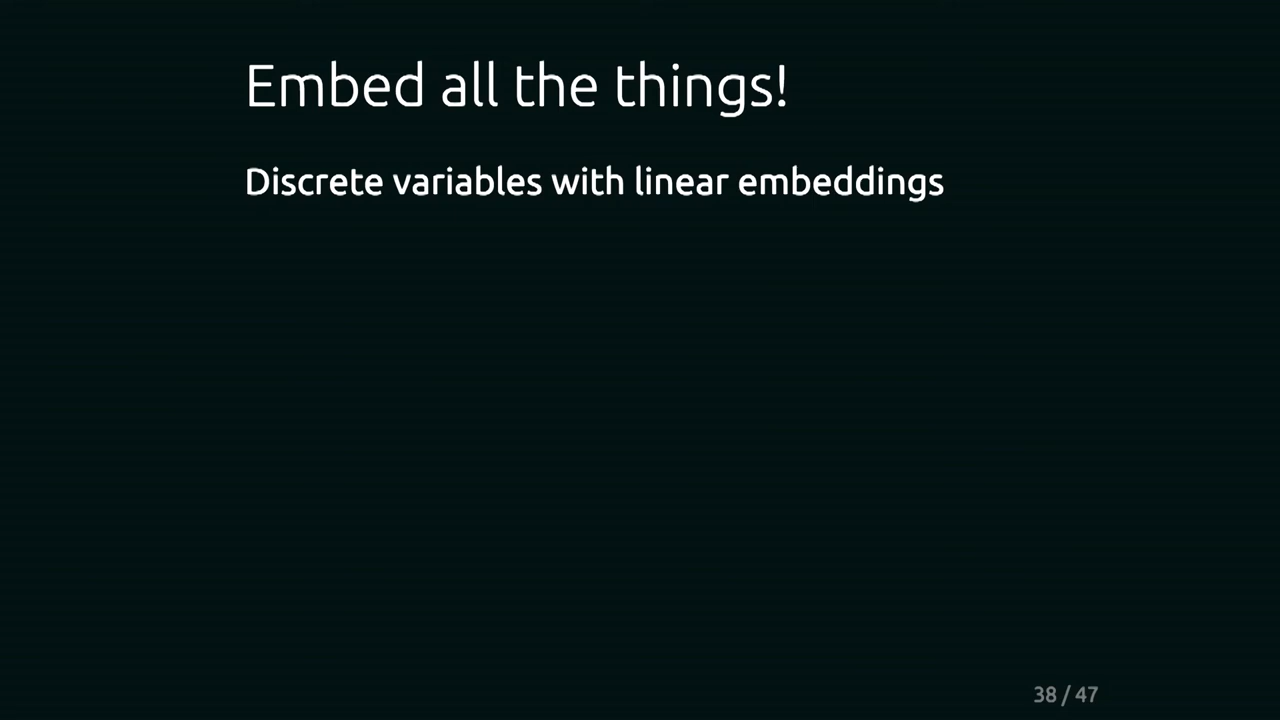 Embed all the things!
Discrete variables with linear embeddings
38 / 47